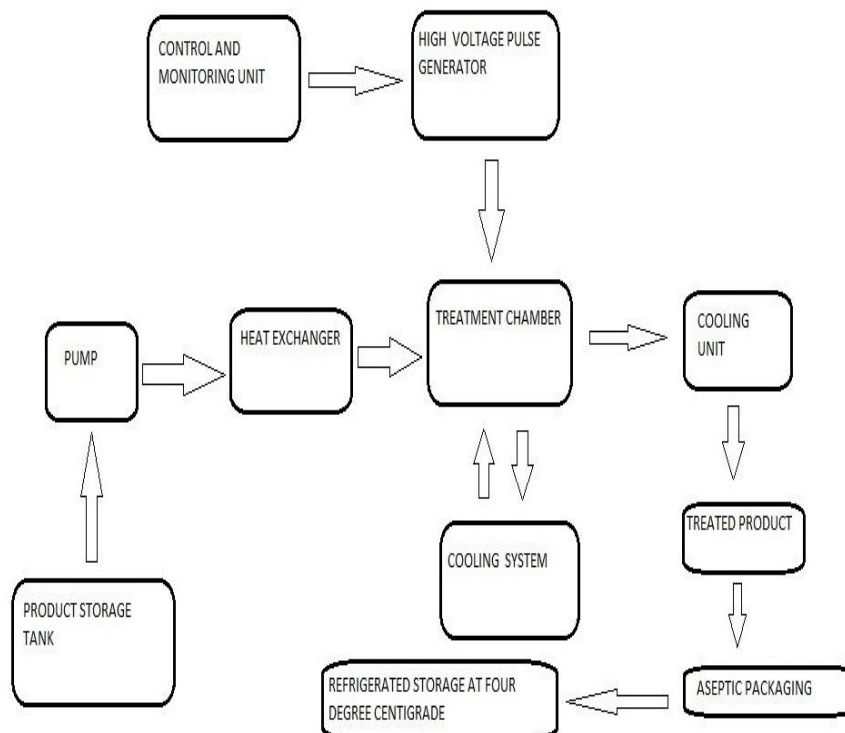 CONTROL AND
MONITORING UNIT
HIGH VOLTAGE PULSE
GENERATOR
TREATMENT CHAMBER
COOLING
UNIT
HEAT EXCHANGER
PUMP
TREATED PRODUCT
COOLING SYSTEM
PRODUCT STORAGE
TANK
REFRIGERATED STORAGE AT FOUR
DEGREE CENTIGRADE
ASEPTIC PACKAGING